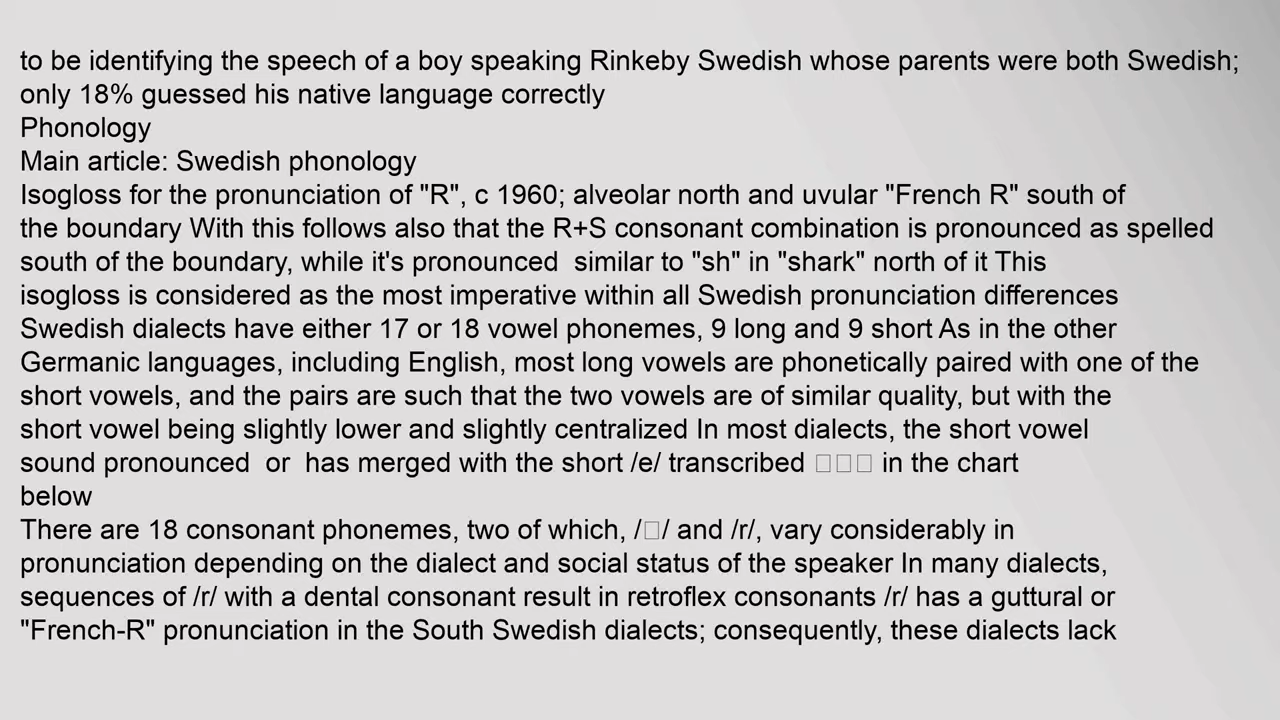 to be identifying the speech of a boy speaking Rinkeby Swedish whose parents were both Swedish;
only 18% guessed his native language correctly
Phonology
Main article: Swedish phonology
Isogloss for the pronunciation of "R", c 1960; alveolar north and uvular "French R" south of
the boundary With this follows also that the R+S consonant combination is pronounced as spelled
south of the boundary, while it's pronounced  similar to "sh" in "shark" north of it This
isogloss is considered as the most imperative within all Swedish pronunciation differences
Swedish dialects have either 17 or 18 vowel phonemes, 9 long and 9 short As in the other
Germanic languages, including English, most long vowels are phonetically paired with one of the
short vowels, and the pairs are such that the two vowels are of similar quality, but with the
short vowel being slightly lower and slightly centralized In most dialects, the short vowel
sound pronounced  or  has merged with the short /e/ transcribed □□□ in the chart
below
There are 18 consonant phonemes, two of which, /□/ and /r/, vary considerably in
pronunciation depending on the dialect and social status of the speaker In many dialects,
sequences of /r/ with a dental consonant result in retroflex consonants /r/ has a guttural or
"French-R" pronunciation in the South Swedish dialects; consequently, these dialects lack